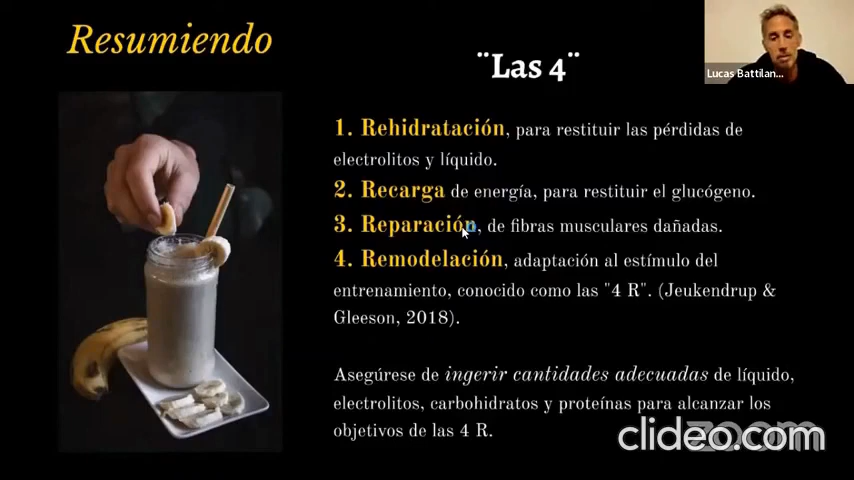 Resumiendo
¨Las 4¨
Lucas Battilan...
1. Rehidratación, para restituir las pérdidas de
electrolitos y líquido.
2. Recarga de energía, para restituir el glucógeno.
3. Reparación, de fibras musculares dañadas.
4. Remodelación, adaptación al estímulo del
entrenamiento, conocido como las "4 R". (Jeukendrup &
Gleeson, 2018).
Asegúrese de ingerir cantidades adecuadas de líquido,
electrolitos, carbohidratos y proteínas para alcanzar los
objetivos de las 4 R.
zoom
clideo.com